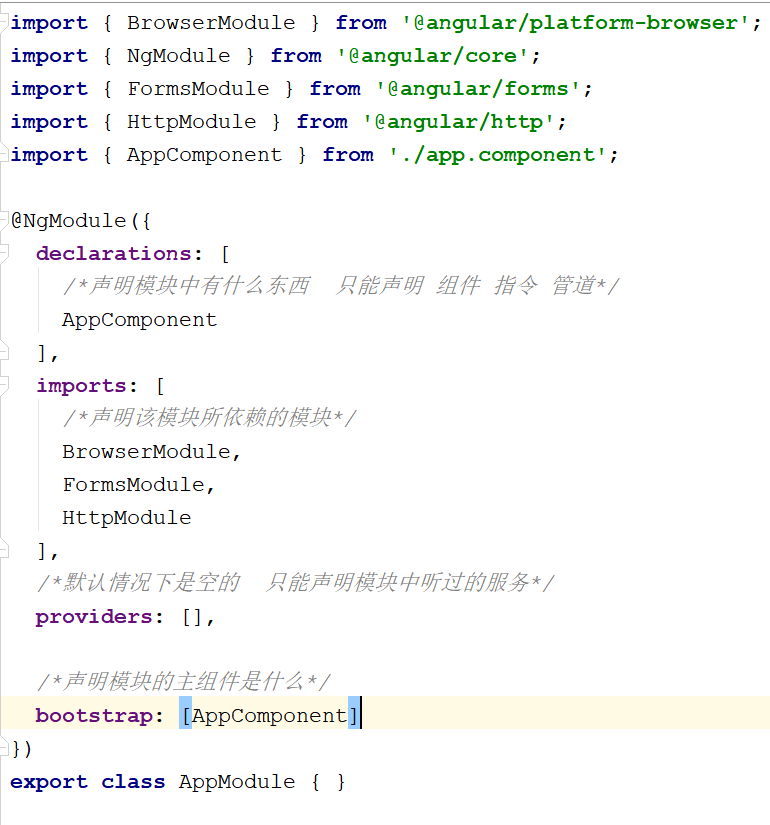 import { BrowserModule } from '@angular/platform-browser';
import { NgModule } from '@angular/core';
import { FormsModule } from '@angular/forms';
import { HttpModule } from '@angular/http';
import { AppComponent } from './app.component';

@NgModule({
  declarations: [
    /*声明模块中有什么东西  只能声明 组件 指令 管道*/
    AppComponent
  ],
  imports: [
    /*声明该模块所依赖的模块*/
    BrowserModule,
    FormsModule,
    HttpModule
  ],
  /*默认情况下是空的  只能声明模块中听过的服务*/
  providers: [],

  /*声明模块的主组件是什么*/
  bootstrap: [AppComponent]
})
export class AppModule { }